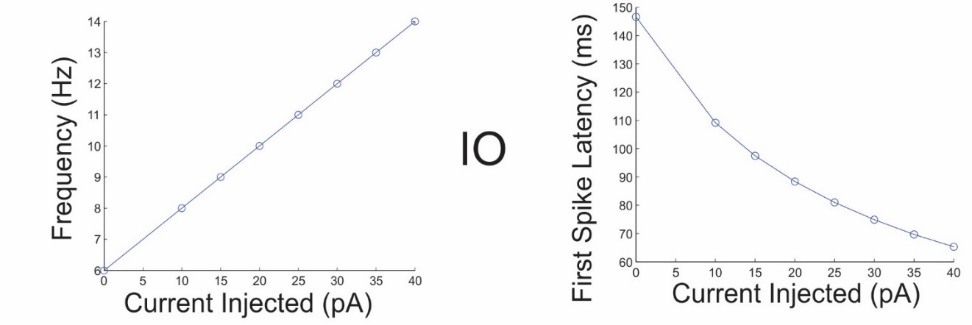 Frequency (Hz)
14
13
12
11
10
9
8
7
6
0 5 10 15 20 25 30 35 40
Current Injected (pA)
IO
First Spike Latency (ms)
150
140
130
120
110
100
90
80
70
60
0 5 10 15 20 25 30 35 40
Current Injected (pA)